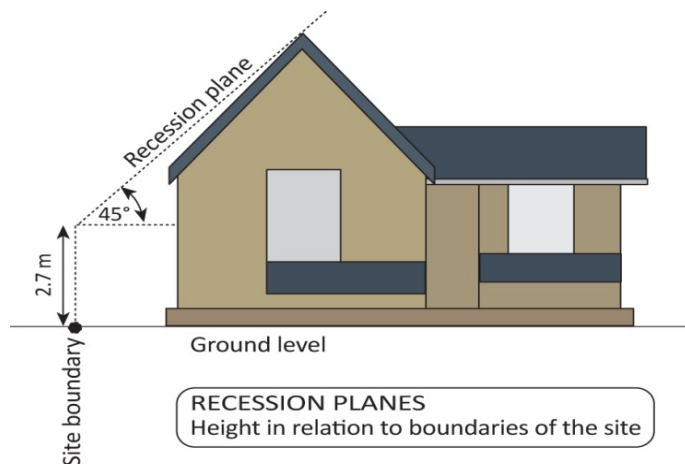 Recession plane
45°
2.7 m
Site boundary
Ground level
RECESSION PLANES
Height in relation to boundaries of the site